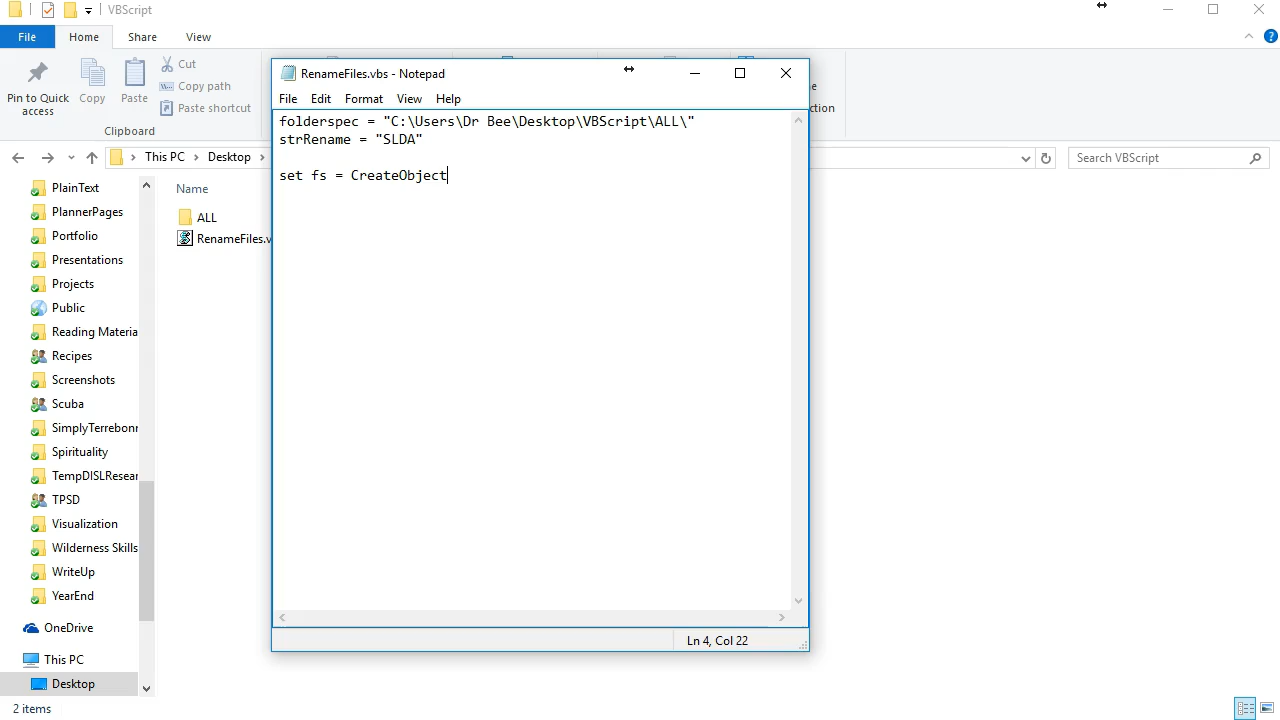 VBScript
File
Home
Share
View
Pin to Quick access
Copy
Paste
Cut
Copy path
Paste shortcut
Clipboard
This PC
Desktop
Search VBScript
Name
PlainText
PlannerPages
Portfolio
Presentations
Projects
Public
Reading Materia
Recipes
Screenshots
Scuba
SimplyTerrebonn
Spirituality
TempDISLResear
TPSD
Visualization
Wilderness Skills
WriteUp
YearEnd
OneDrive
This PC
Desktop
2 items
ALL
RenameFiles.v
RenameFiles.vbs - Notepad
File
Edit
Format
View
Help
folderspec = "C:\Users\Dr Bee\Desktop\VBScript\ALL\"
strRename = "SLDA"
set fs = CreateObject
Ln 4, Col 22